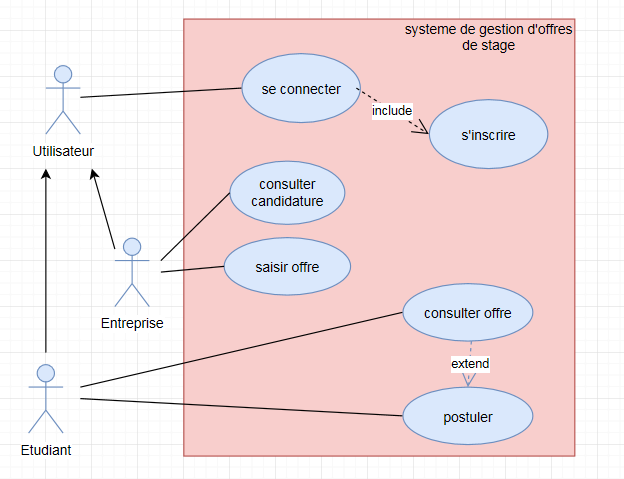 systeme de gestion d'offres
de stage
se connecter
include
s'inscrire
Utilisateur
consulter
candidature
saisir offre
Entreprise
consulter offre
extend
postuler
Etudiant